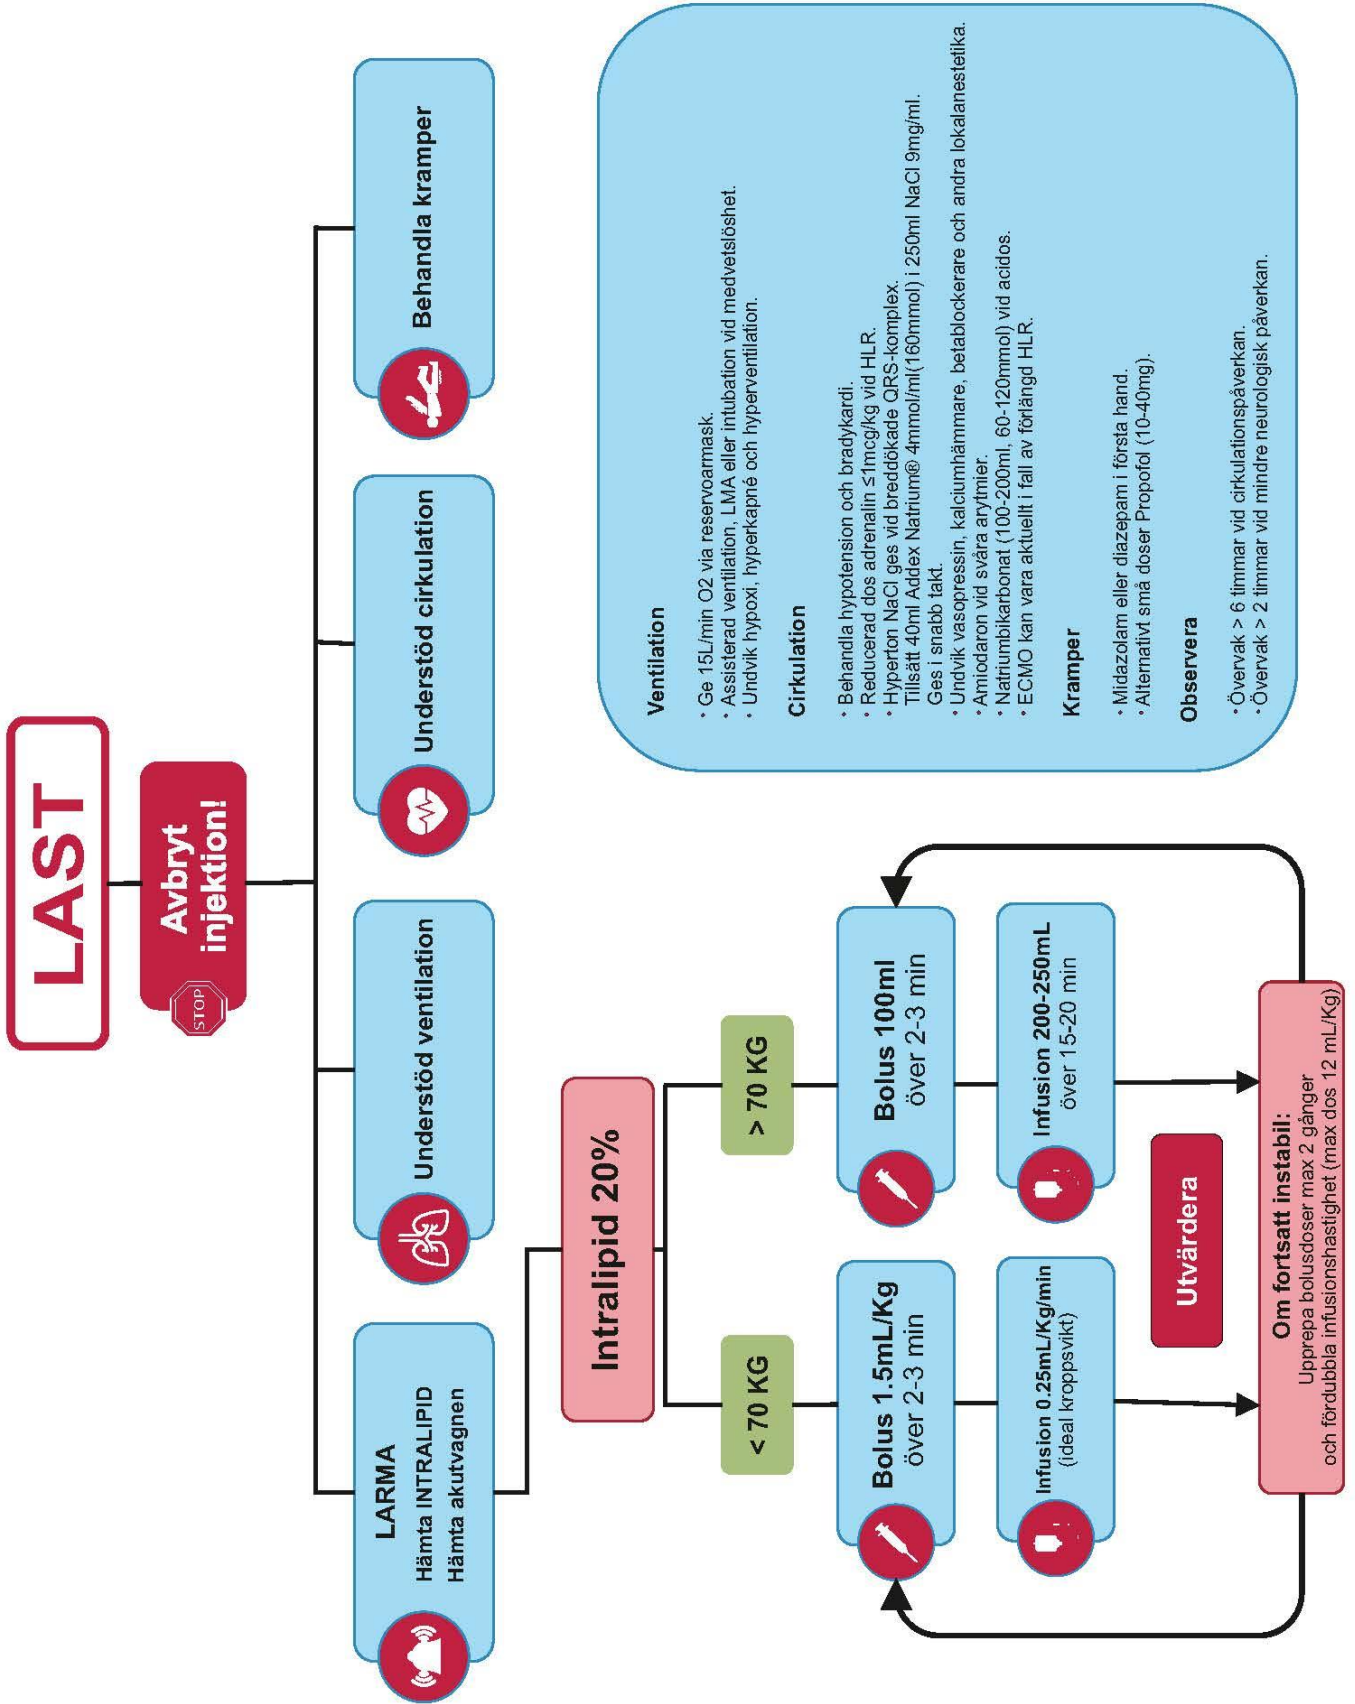 LAST
STOP
Avbryt
injektion!
LARMA
Hämta INTRALIPID
Hämta akutvagnen
Understöd ventilation
Understöd cirkulation
Behandla kramper
Intralipid 20%
< 70 KG
> 70 KG
Bolus 1.5mL/Kg
över 2-3 min
Bolus 100ml
över 2-3 min
Infusion 0.25mL/Kg/min
(ideal kroppsvikt)
Infusion 200-250mL
över 15-20 min
Utvärdera
Om fortsatt instabil:
Upprepa bolusdoser max 2 gånger
och fördubbla infusionshastighet (max dos 12 mL/Kg)
Ventilation
· Ge 15L/min O2 via reservoarmask.
· Assisterad ventilation, LMA eller intubation vid medvetslöshet.
· Undvik hypoxi, hyperkapné och hyperventilation.
Cirkulation
· Behandla hypotension och bradykardi.
· Reducerad dos adrenalin ≤1mcg/kg vid HLR.
· Hyperton NaCl ges vid breddökade QRS-komplex.
Tillsätt 40ml Addex Natrium® 4mmol/ml(160mmol) i 250ml NaCl 9mg/ml.
Ges i snabb takt.
· Undvik vasopressin, kalciumhämmare, betablockerare och andra lokalanestetika.
· Amiodaron vid svåra arytmier.
· Natriumbikarbonat (100-200ml, 60-120mmol) vid acidos.
· ECMO kan vara aktuellt i fall av förlängd HLR.
Kramper
· Midazolam eller diazepam i första hand.
· Alternativt små doser Propofol (10-40mg).
Observera
· Övervak > 6 timmar vid cirkulationspåverkan.
· Övervak > 2 timmar vid mindre neurologisk påverkan.